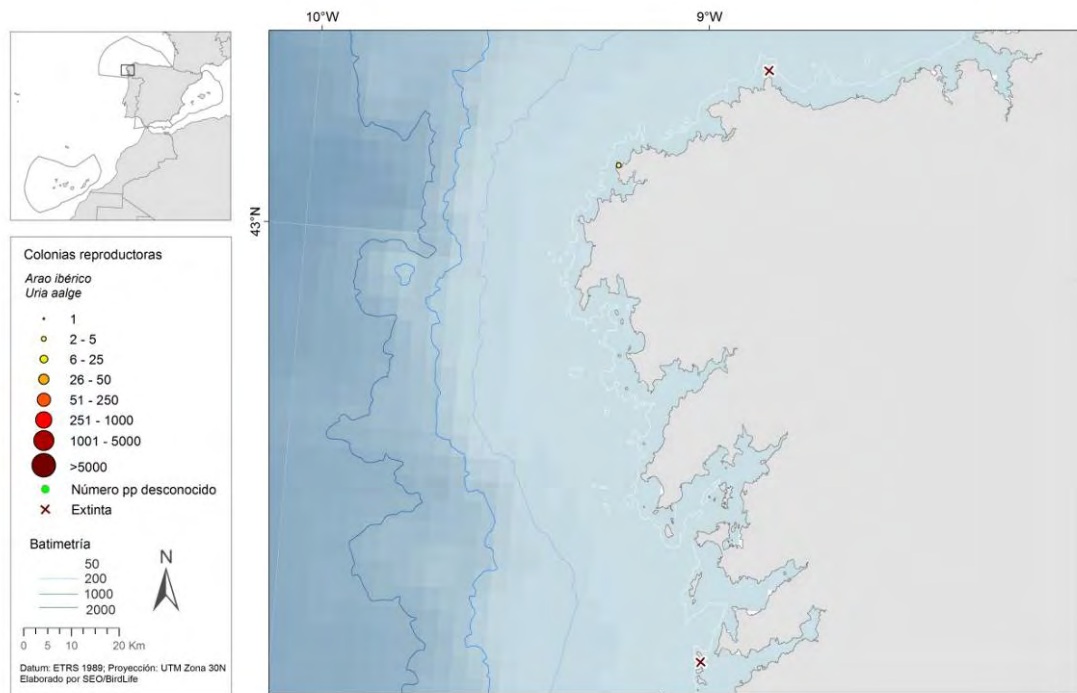 10°W
9°W
43°N
Colonias reproductoras
Arao ibérico
Uria aalge
1
2 - 5
6 - 25
26 - 50
51 - 250
251 - 1000
1001 - 5000
>5000
Número pp desconocido
Extinta
Batimetría
50
200
1000
2000
N
0 5 10 20 Km
Datum: ETRS 1989; Proyección: UTM Zona 30N
Elaborado por SEO/BirdLife